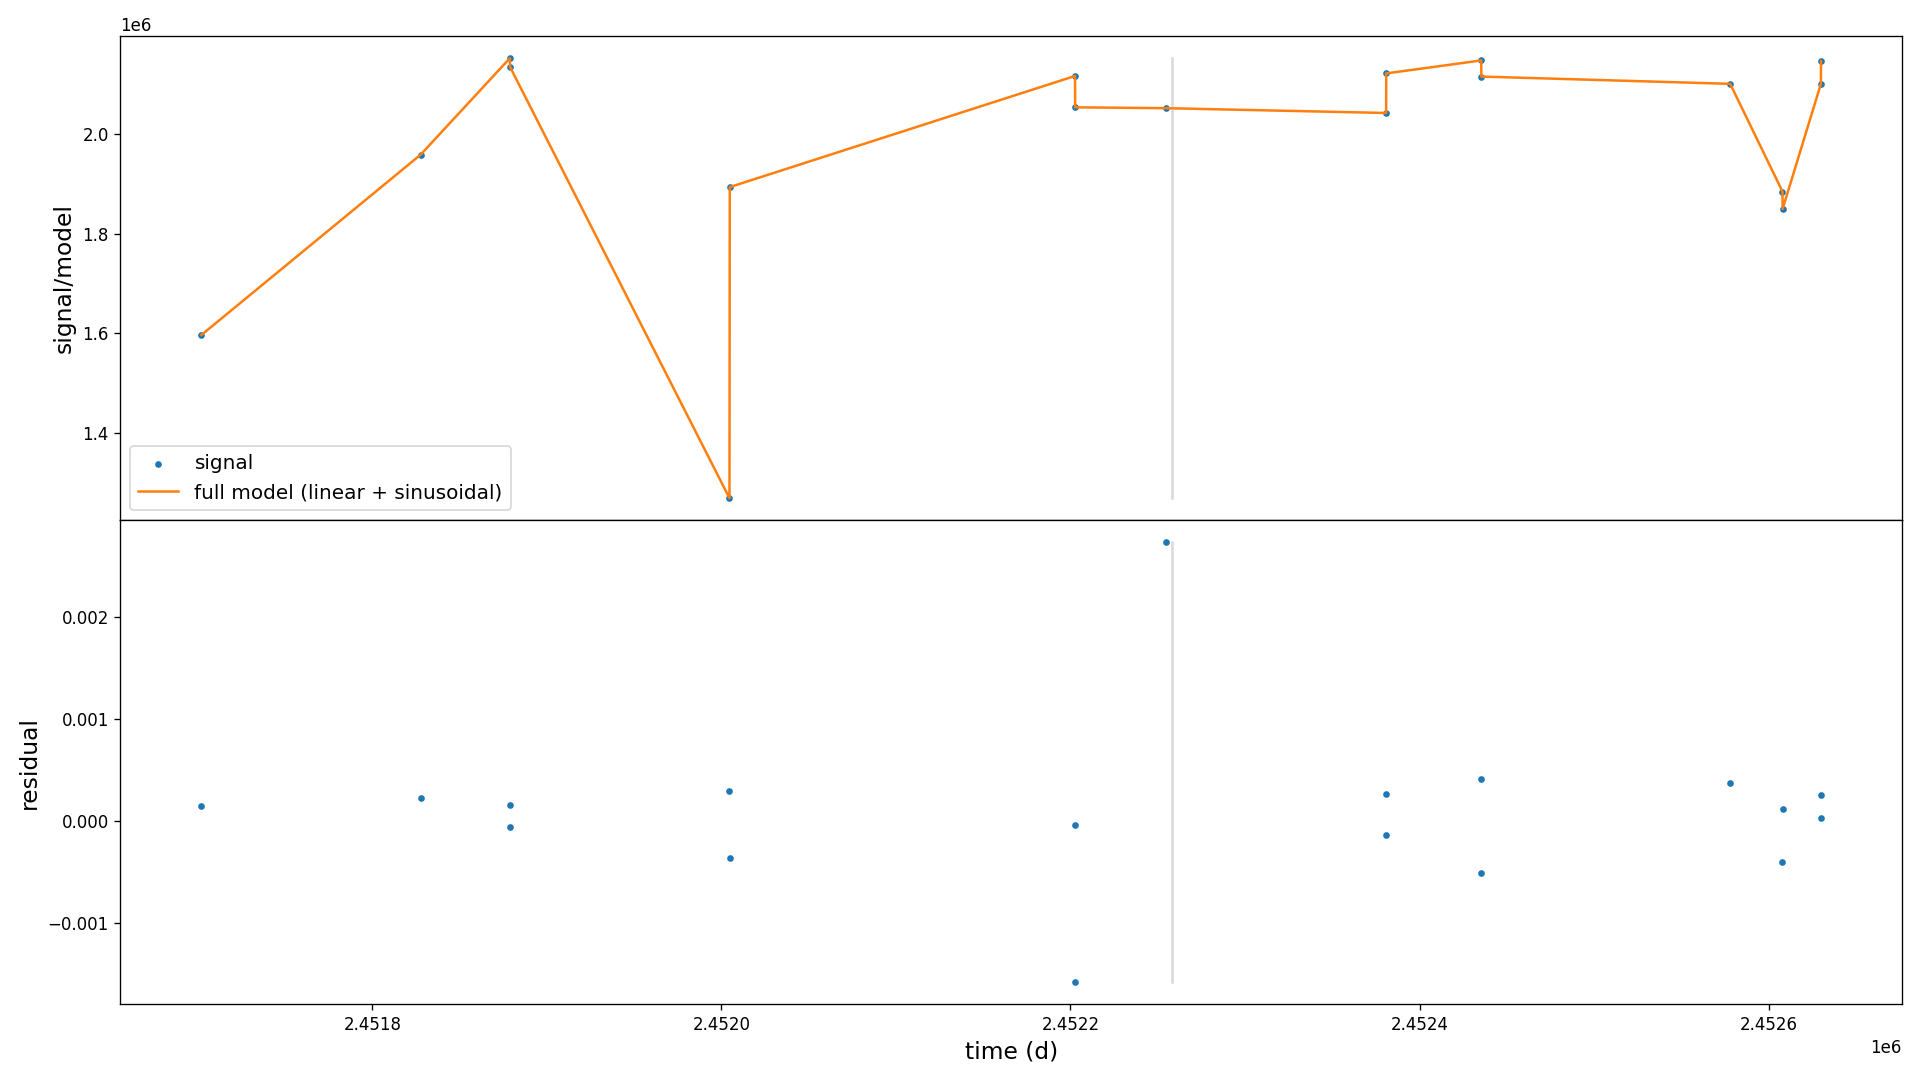 1e6
signal/model
2.0
1.8
1.6
1.4
signal
full model (linear + sinusoidal)
residual
0.002
0.001
0.000
−0.001
2.4518
2.4520
2.4522
2.4524
2.4526
time (d)
1e6